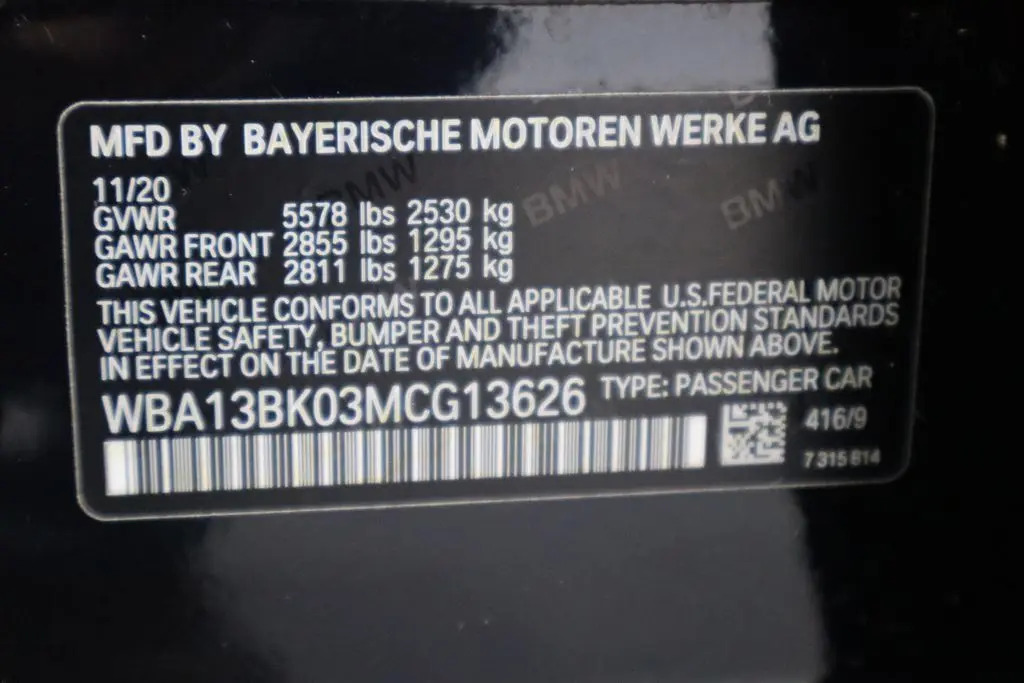 MFD BY BAYERISCHE MOTOREN WERKE AG
11/20
GVWR 5578 lbs 2530 kg
GAWR FRONT 2855 lbs 1295 kg
GAWR REAR 2811 lbs 1275 kg
THIS VEHICLE CONFORMS TO ALL APPLICABLE U.S.FEDERAL MOTOR
VEHICLE SAFETY, BUMPER AND THEFT PREVENTION STANDARDS
IN EFFECT ON THE DATE OF MANUFACTURE SHOWN ABOVE.
WBA13BK03MCG13626 TYPE: PASSENGER CAR
416/9
7 315 814
BMW BMW BMW